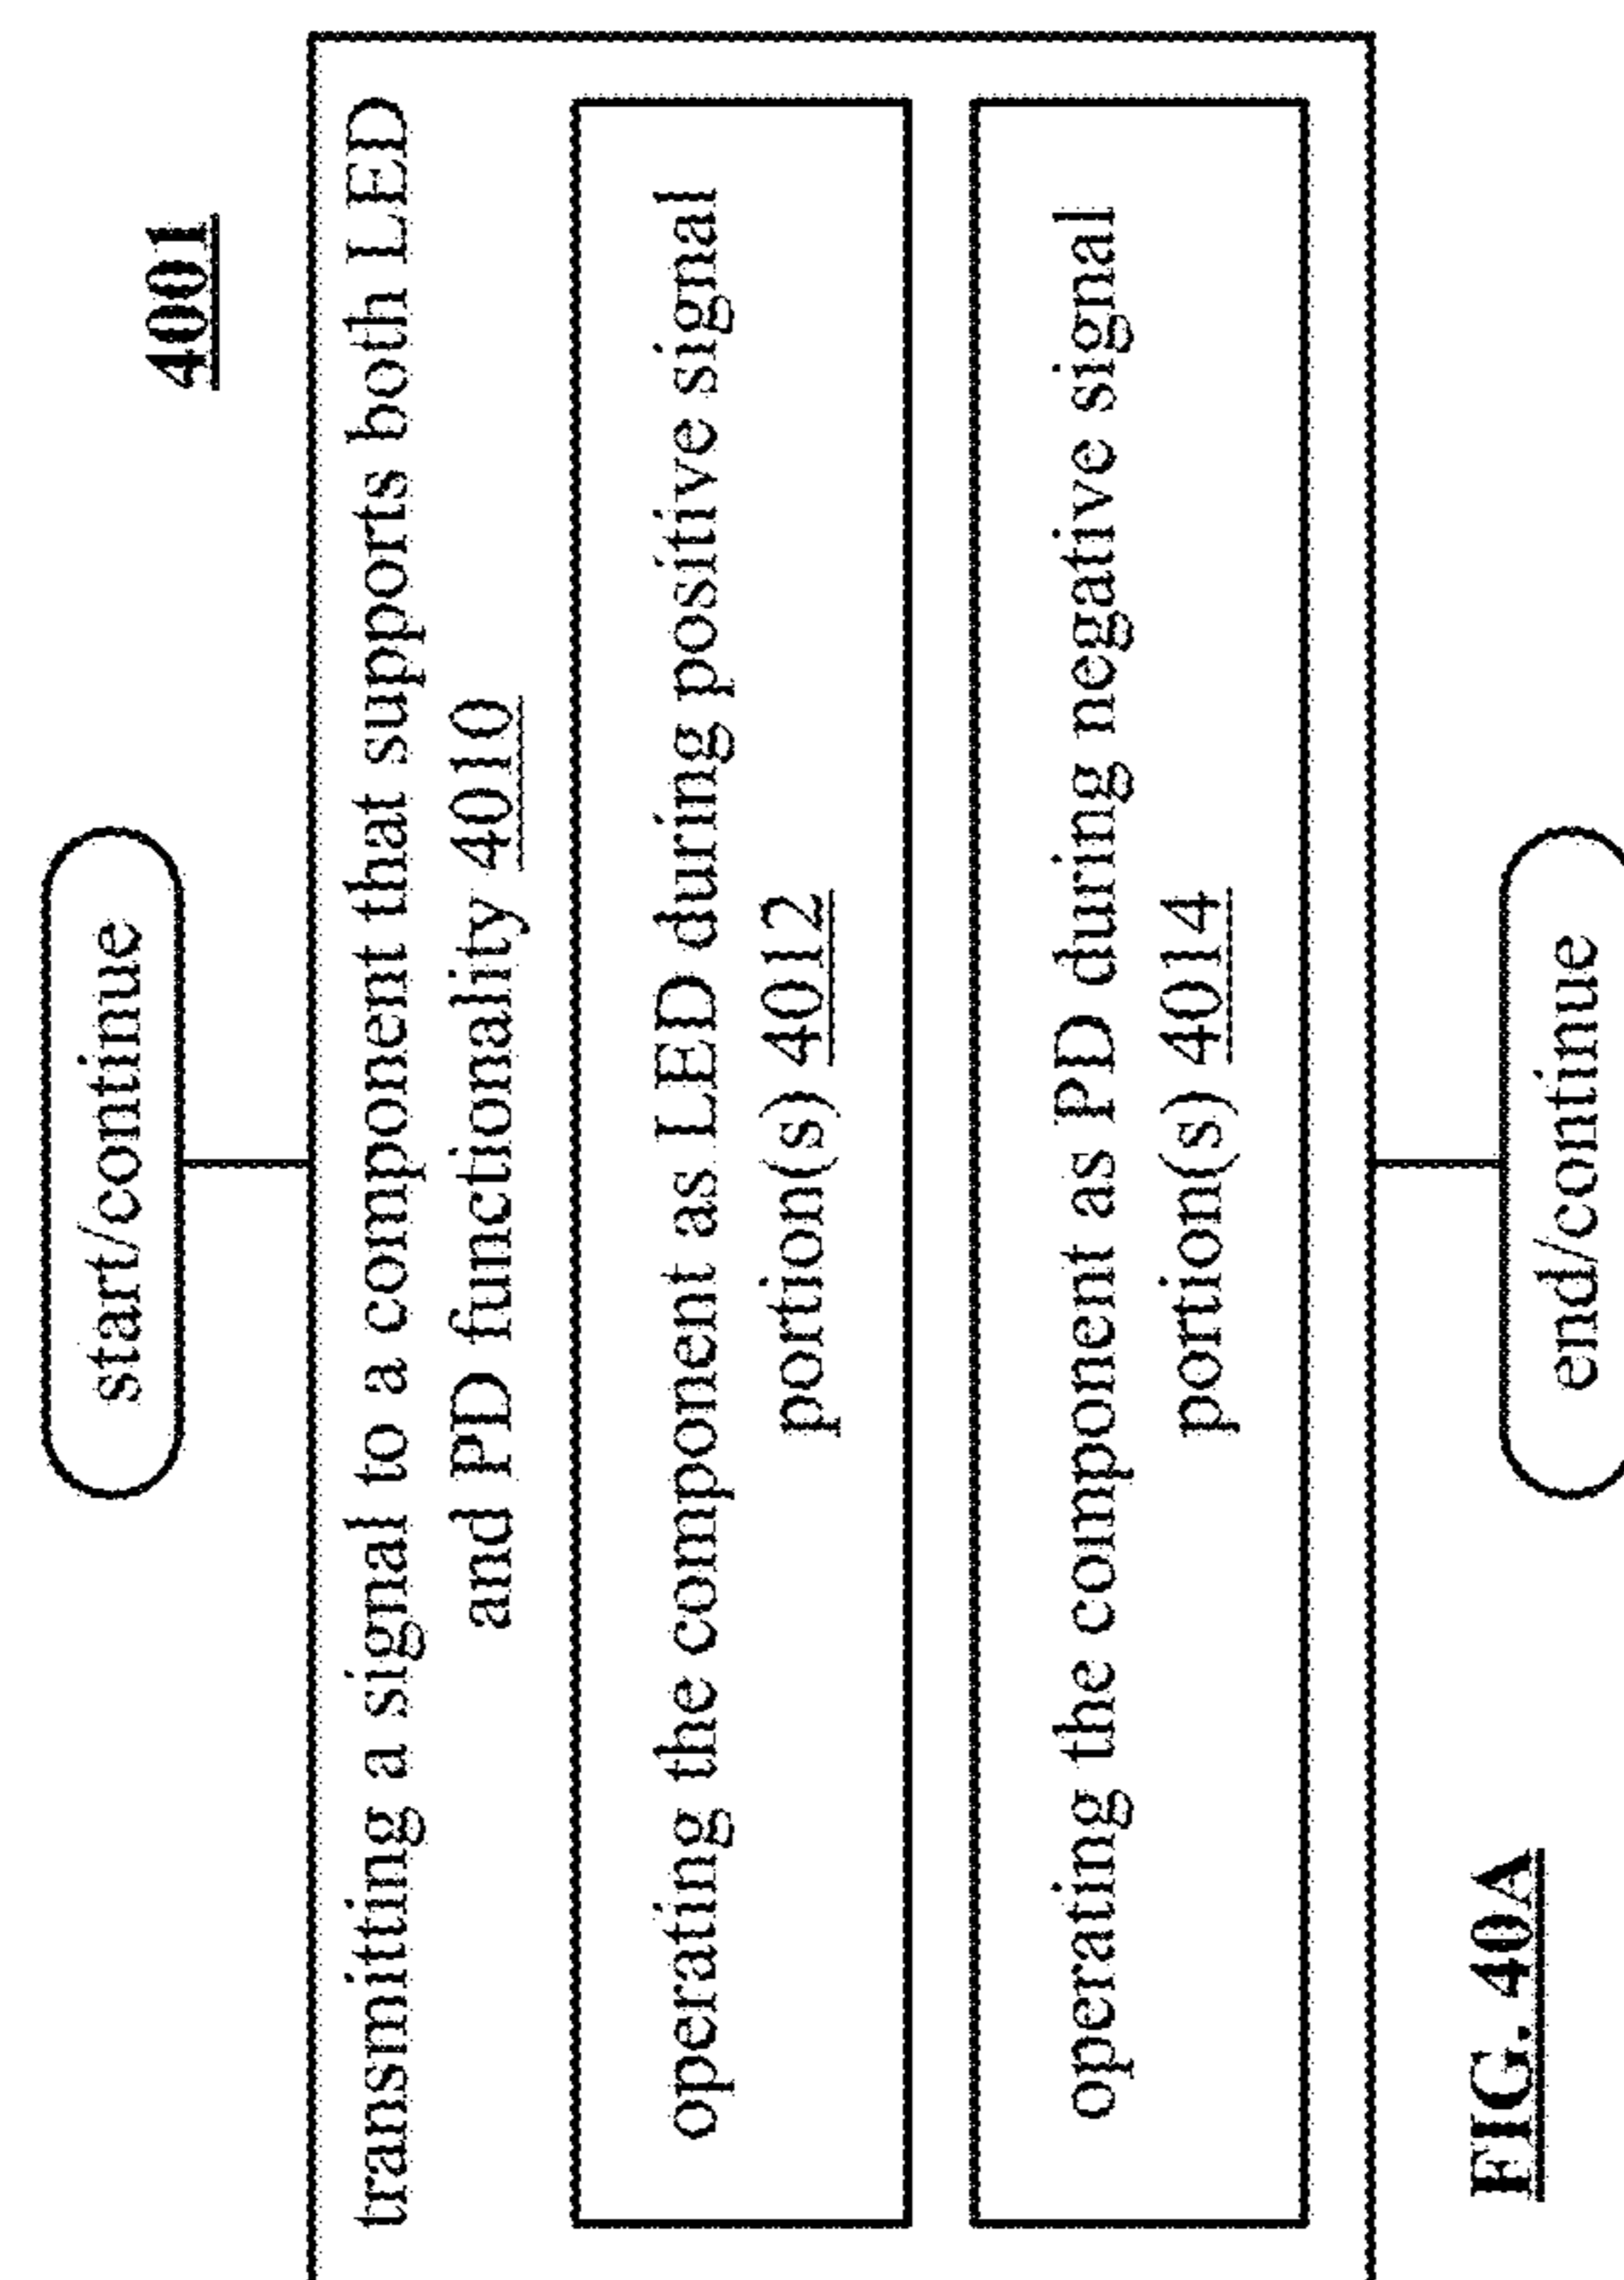 4001
start/continue
transmitting a signal to a component that supports both LED
and PD functionality 4010
operating the component as LED during positive signal
portion(s) 4012
operating the component as PD during negative signal
portion(s) 4014
end/continue
FIG. 40A